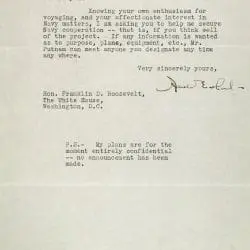 Knowing your own enthusiasm for
voyaging, and your affectionate interest in
Navy matters, I am asking you to help me secure
Navy cooperation -- that is, if you think well
of the project. If any information is wanted
as to purpose, plans, equipment, etc., Mr.
Putnam can meet anyone you designate any time
any where.
Very sincerely yours,
Hon. Franklin D. Roosevelt,
The White House,
Washington, D.C.
P.S.- My plans are for the
moment entirely confidential
-- no announcement has been
made.